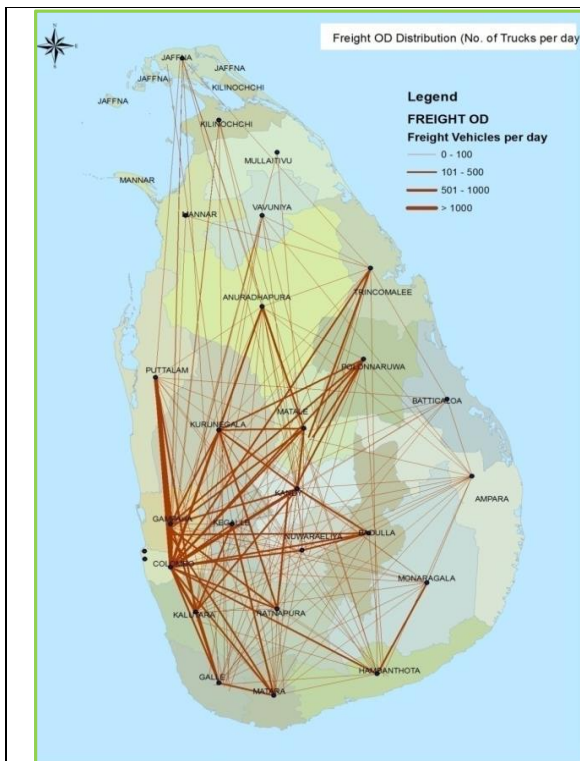 Freight OD Distribution (No. of Trucks per day
JAFFNA
JAFFNA
JAFFNA
KILINOCHCHI
JAFFNA
KILINOCHCHI
MULLAITIVU
MANNAR
MANNAR
VAVUNIYA
Legend
FREIGHT OD
Freight Vehicles per day
0 - 100
101 - 500
501 - 1000
> 1000
TRINCOMALEE
ANURADHAPURA
POLONNARUWA
PUTTALAM
BATTICALOA
MATALE
KURUNEGALA
KANDY
AMPARA
GAMPAHA
KEGALLE
NUWARAELIYA
BADULLA
COLOMBO
MONARAGALA
KALUTARA
RATNAPURA
HAMBANTHOTA
GALLE
MATARA